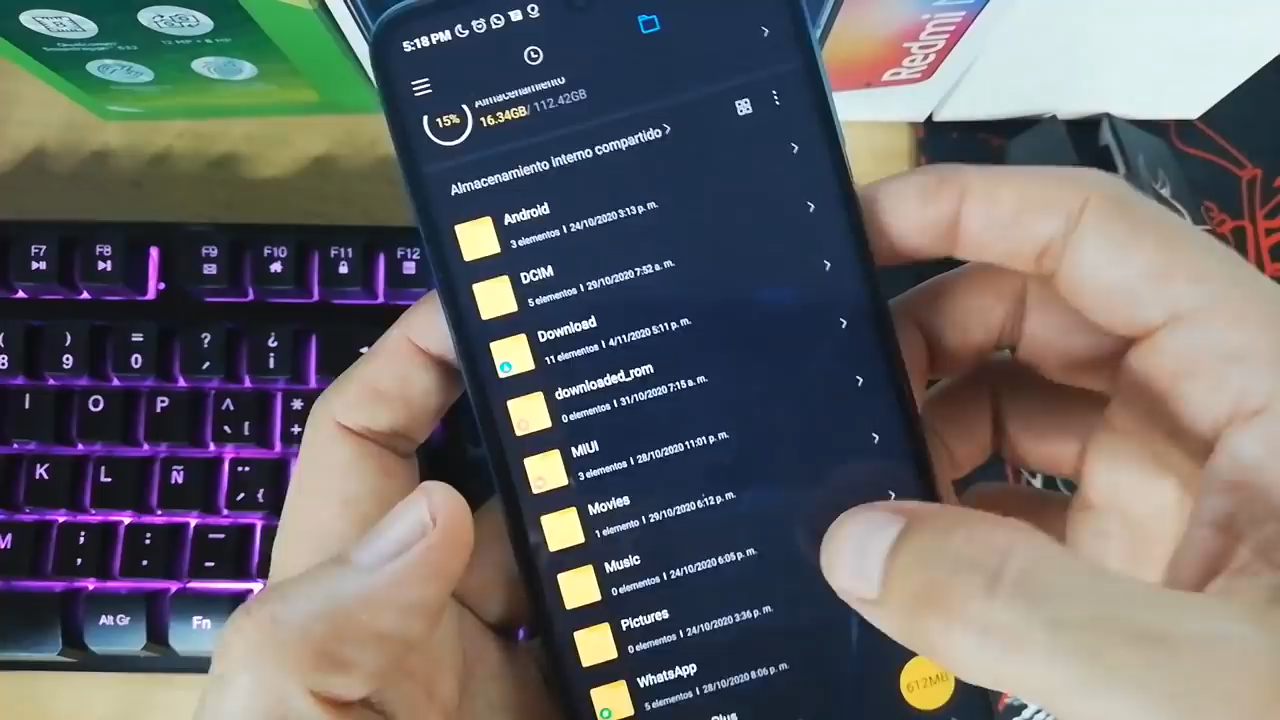 5:18 PM
Almacenamiento
15%
16.34GB/ 112.42GB
Almacenamiento interno compartido
Android
3 elementos | 24/10/2020 3:13 p. m.
DCIM
5 elementos | 29/10/2020 7:52 a. m.
Download
11 elementos | 4/11/2020 5:11 p. m.
downloaded_rom
0 elementos | 31/10/2020 7:15 a. m.
MIUI
3 elementos | 28/10/2020 11:01 p. m.
Movies
1 elemento | 29/10/2020 6:12 p. m.
Music
0 elementos | 24/10/2020 6:05 p. m.
Pictures
0 elementos | 24/10/2020 3:36 p. m.
WhatsApp
5 elementos | 28/10/2020 8:06 p. m.
612MB
Redmi
F7 F8 F9 F10 F11 F12
8 ) 9 = 0 ? ' ¡ ¿
I O P ^ ` [ * +
K L Ñ ¨ ´ {
M ; , : . _ -
Alt Gr Fn